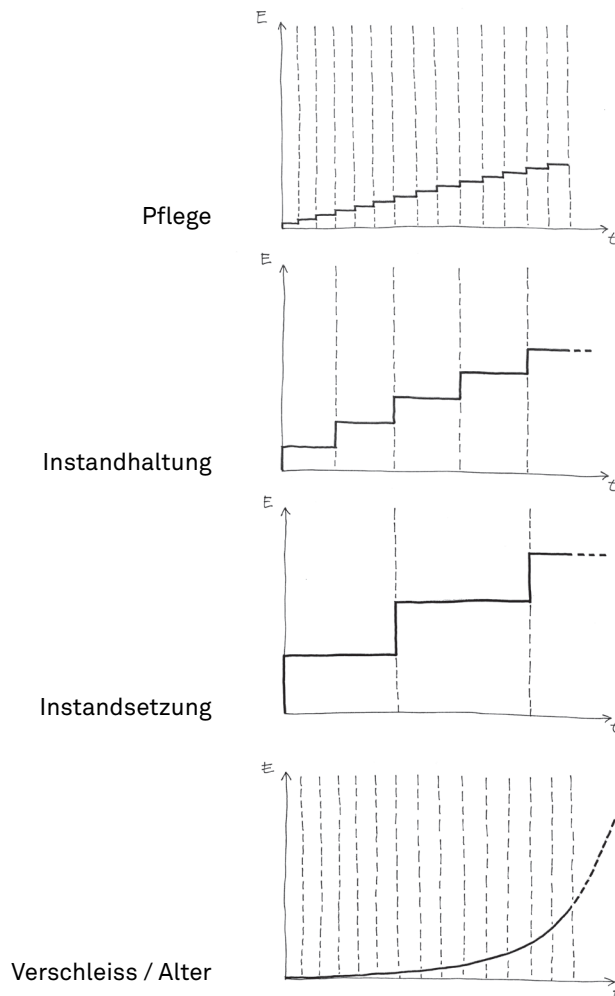 E
Pflege
t
E
Instandhaltung
t
E
Instandsetzung
t
E
Verschleiss / Alter
t